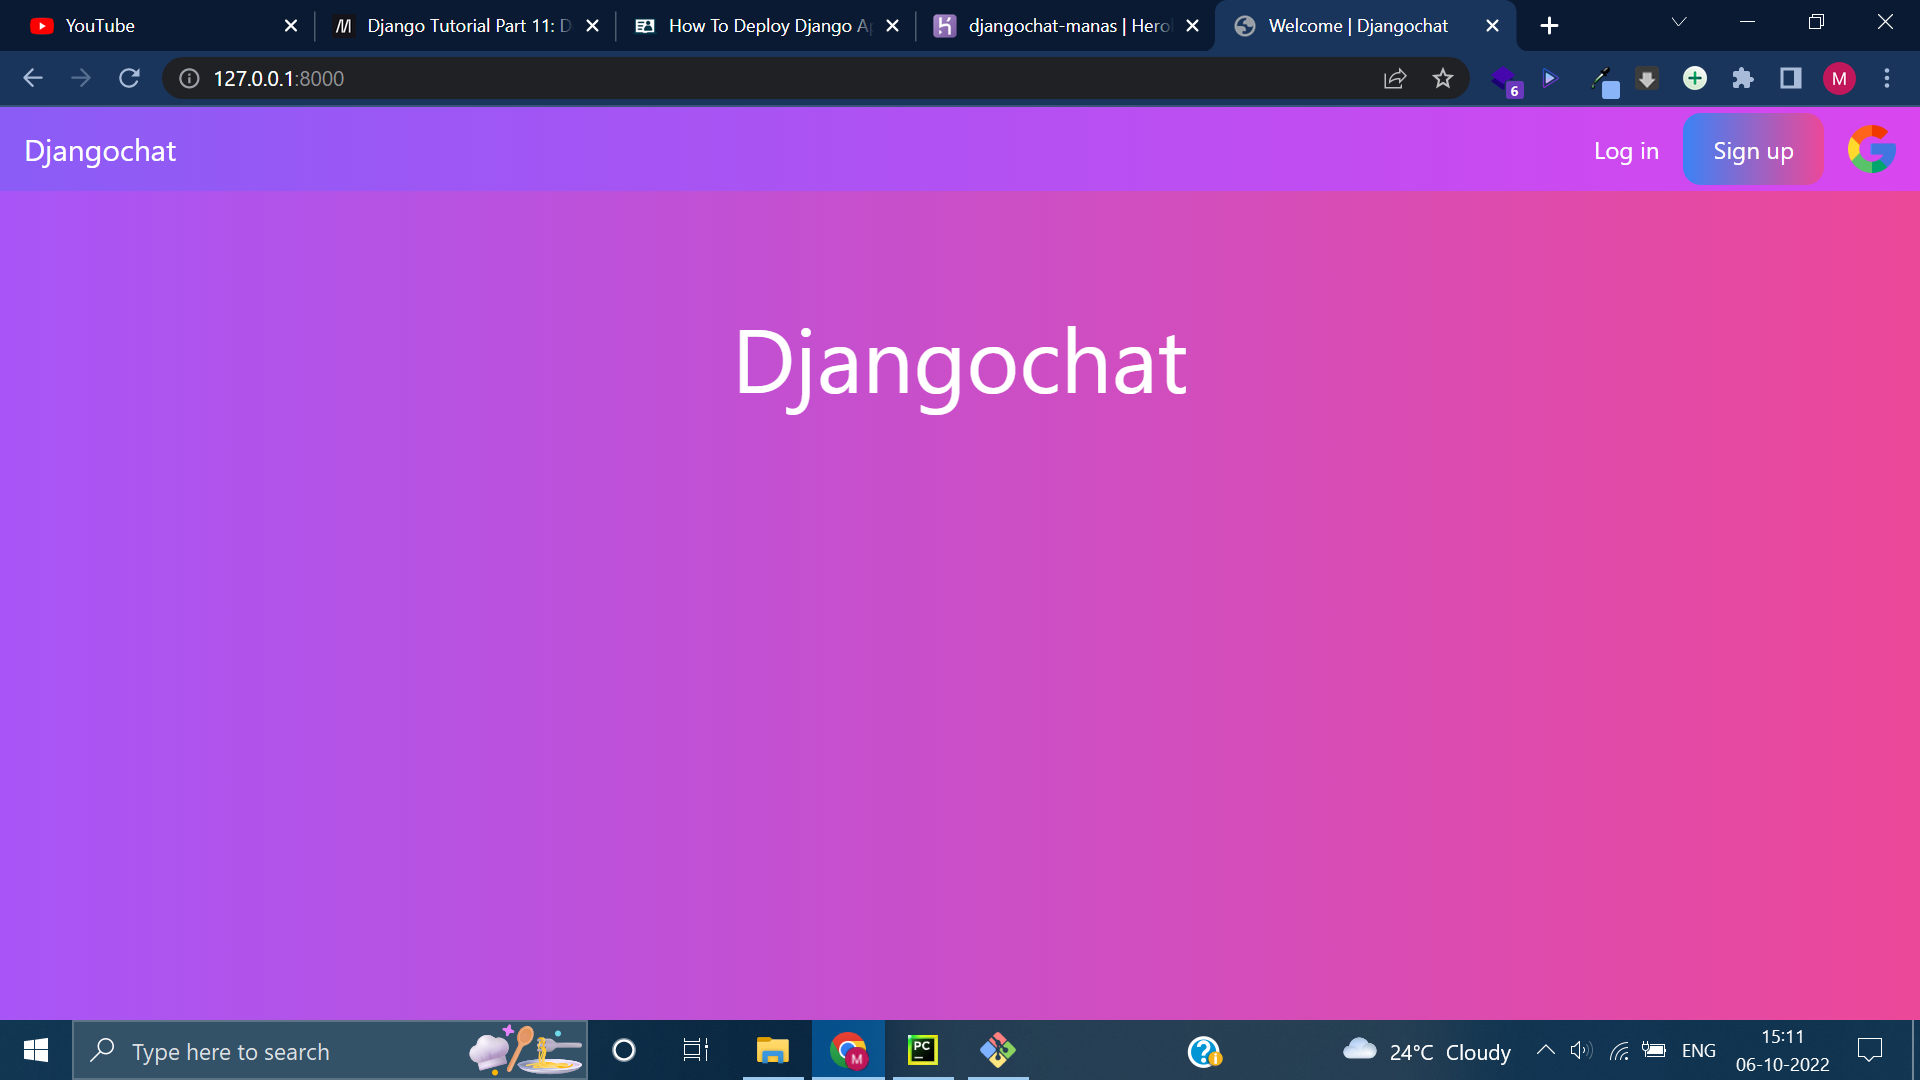 YouTube
Django Tutorial Part 11: D
How To Deploy Django Ap
djangochat-manas | Hero
Welcome | Djangochat
127.0.0.1:8000
6
M
Djangochat
Log in
Sign up
Djangochat
Type here to search
M
PC
24°C Cloudy
ENG
15:11
06-10-2022